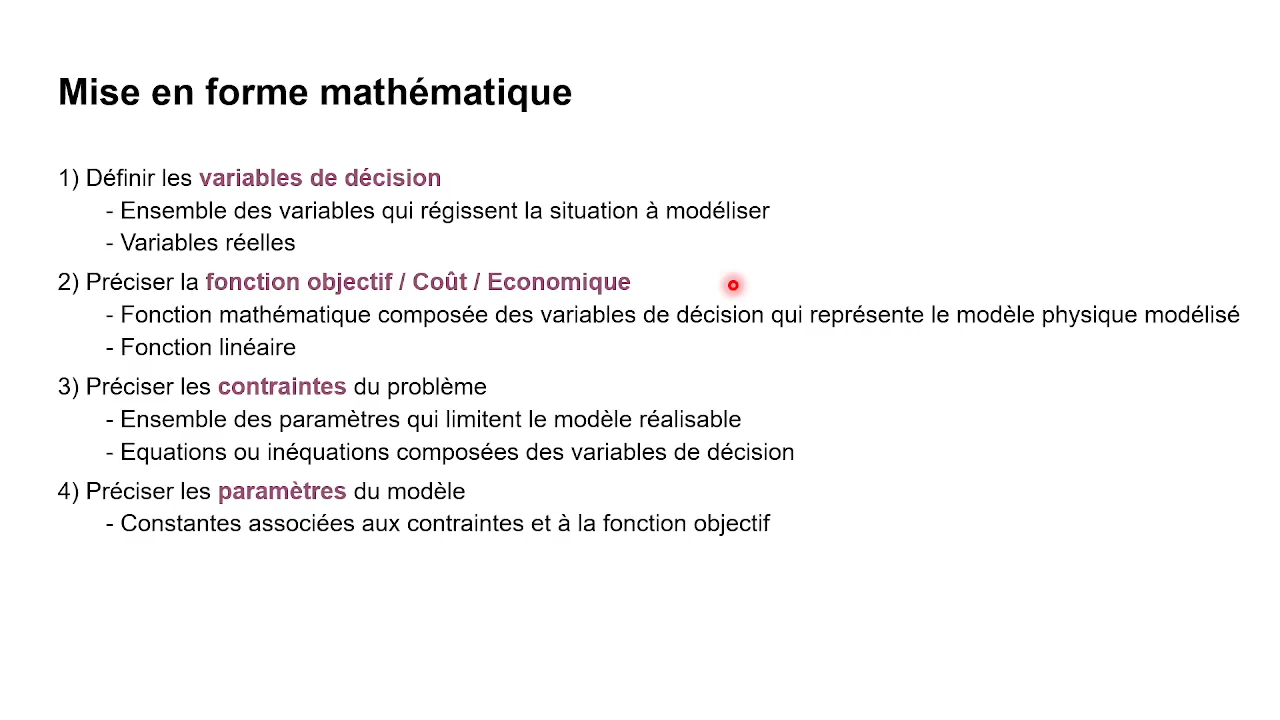 Mise en forme mathématique
1) Définir les variables de décision
- Ensemble des variables qui régissent la situation à modéliser
- Variables réelles
2) Préciser la fonction objectif / Coût / Economique
- Fonction mathématique composée des variables de décision qui représente le modèle physique modélisé
- Fonction linéaire
3) Préciser les contraintes du problème
- Ensemble des paramètres qui limitent le modèle réalisable
- Equations ou inéquations composées des variables de décision
4) Préciser les paramètres du modèle
- Constantes associées aux contraintes et à la fonction objectif